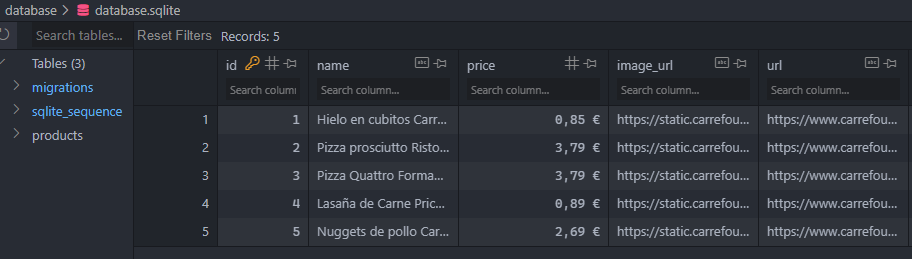 database > database.sqlite
Search tables... Reset Filters Records: 5
Tables (3)
migrations
sqlite_sequence
products
id name price image_url url
Search colum Search column... Search column... Search column... Search column...
1 1 Hielo en cubitos Carr... 0,85 € https://static.carrefou... https://www.carrefou...
2 2 Pizza prosciutto Risto... 3,79 € https://static.carrefou... https://www.carrefou...
3 3 Pizza Quattro Forma... 3,79 € https://static.carrefou... https://www.carrefou...
4 4 Lasaña de Carne Pric... 0,89 € https://static.carrefou... https://www.carrefou...
5 5 Nuggets de pollo Car... 2,69 € https://static.carrefou... https://www.carrefou...